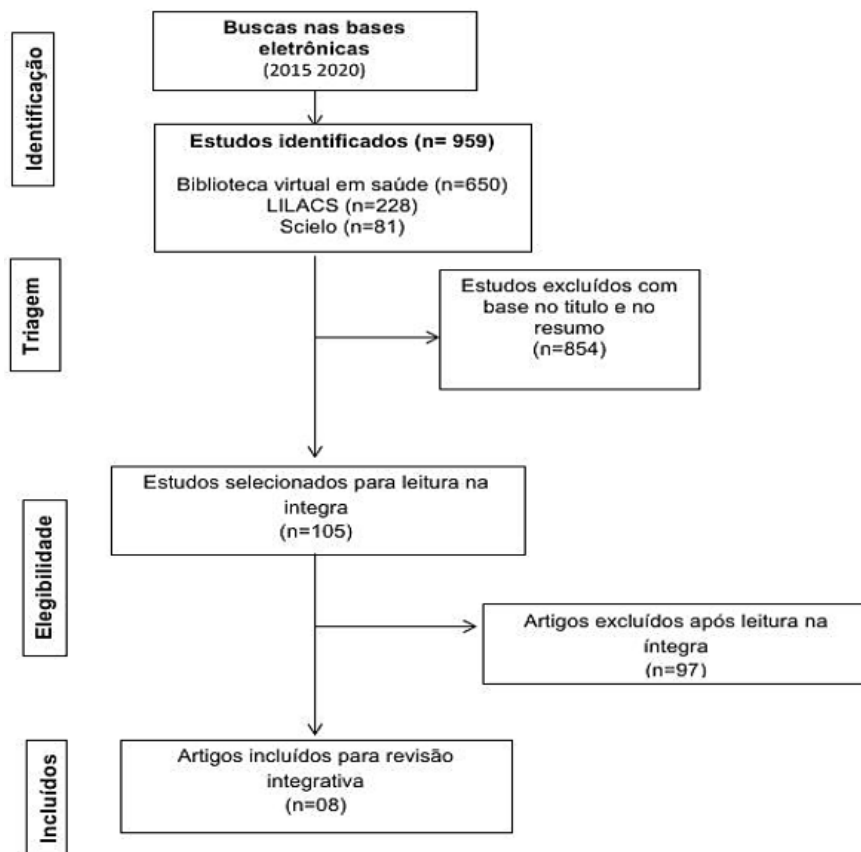 Identificação
Buscas nas bases
eletrônicas
(2015 2020)
Estudos identificados (n= 959)
Biblioteca virtual em saúde (n=650)
LILACS (n=228)
Scielo (n=81)
Triagem
Estudos excluídos com
base no titulo e no
resumo
(n=854)
Elegibilidade
Estudos selecionados para leitura na
integra
(n=105)
Artigos excluídos após leitura na
íntegra
(n=97)
Incluídos
Artigos incluídos para revisão
integrativa
(n=08)